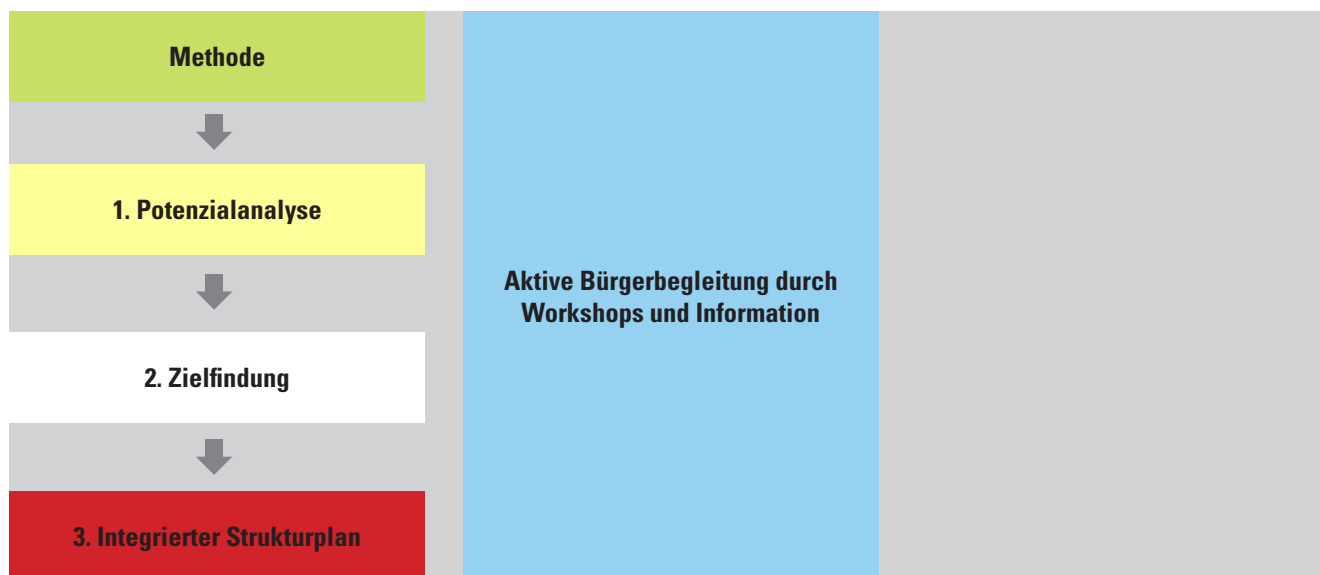 Methode
1. Potenzialanalyse
Aktive Bürgerbegleitung durch
Workshops und Information
2. Zielfindung
3. Integrierter Strukturplan